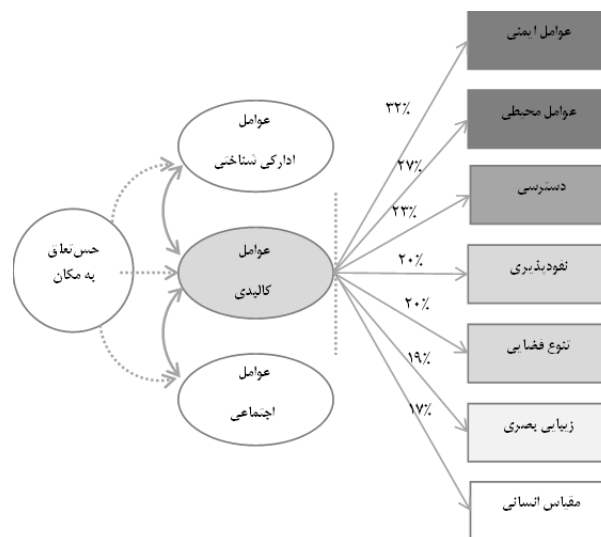 عوامل ایمنی
۳۲٪
عوامل محیطی
عوامل
ادارکی شناختی
۲۷٪
دسترسی
۲۳٪
حس‌تعلق
به مکان
عوامل
کالبدی
۲۰٪
نفوذپذیری
۲۰٪
تنوع فضایی
۱۹٪
عوامل
اجتماعی
۱۷٪
زیبایی بصری
مقیاس انسانی